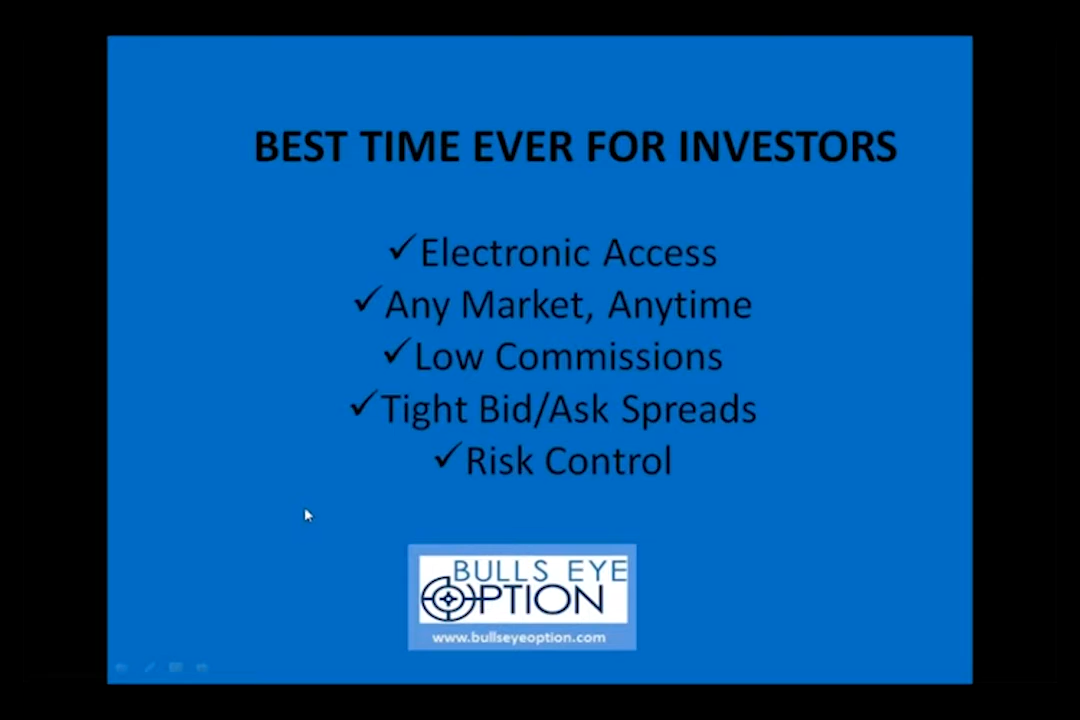 BEST TIME EVER FOR INVESTORS
✓Electronic Access
✓Any Market, Anytime
✓Low Commissions
✓Tight Bid/Ask Spreads
✓Risk Control
BULLS EYE
OPTION
www.bullseyeoption.com